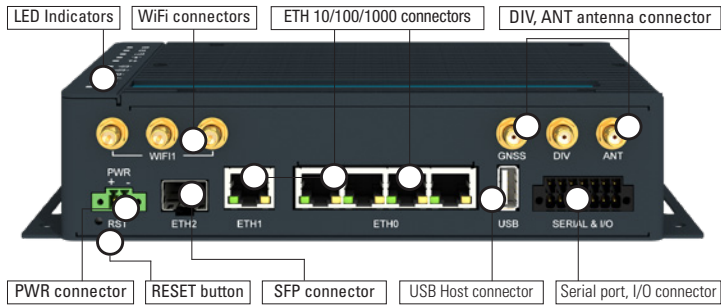 LED Indicators
WiFi connectors
ETH 10/100/1000 connectors
DIV, ANT antenna connector
WIFI1
GNSS
DIV
ANT
PWR
+ -
RST
ETH2
ETH1
ETH0
USB
SERIAL & I/O
PWR connector
RESET button
SFP connector
USB Host connector
Serial port, I/O connector